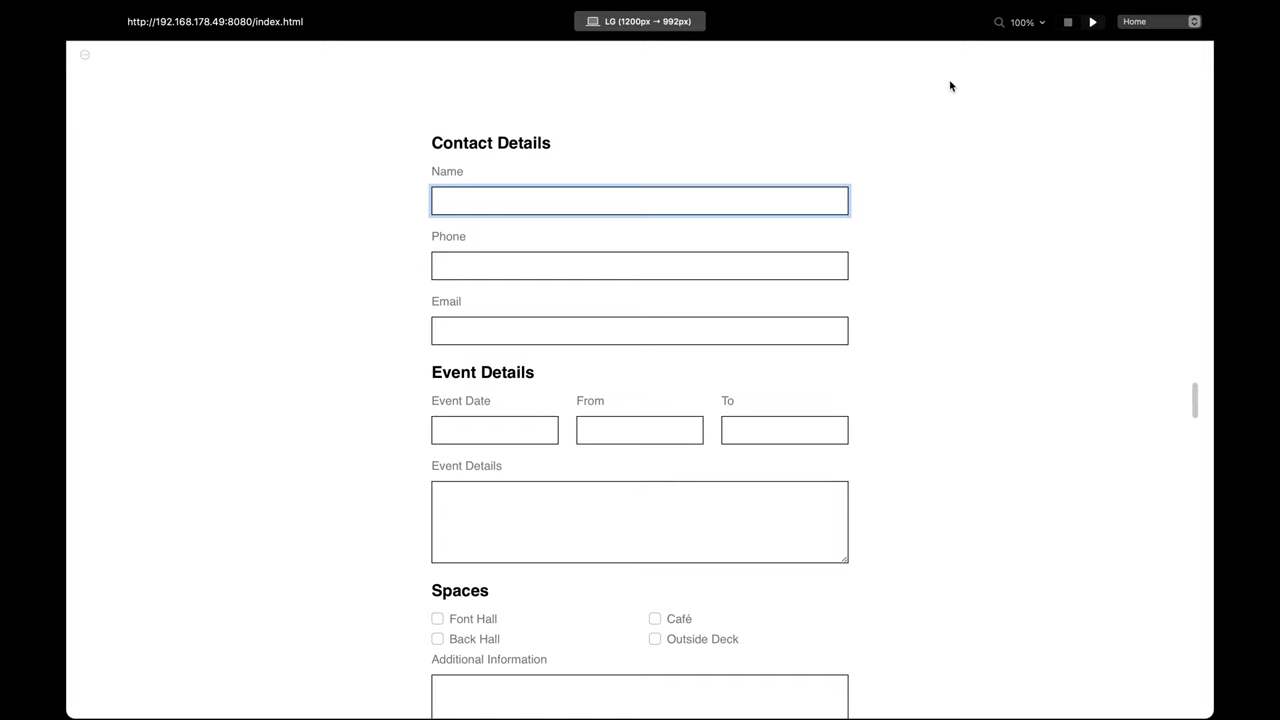 http://192.168.178.49:8080/index.html
LG (1200px → 992px)
100%
Home
Contact Details
Name
Phone
Email
Event Details
Event Date From To
Event Details
Spaces
Font Hall Café
Back Hall Outside Deck
Additional Information